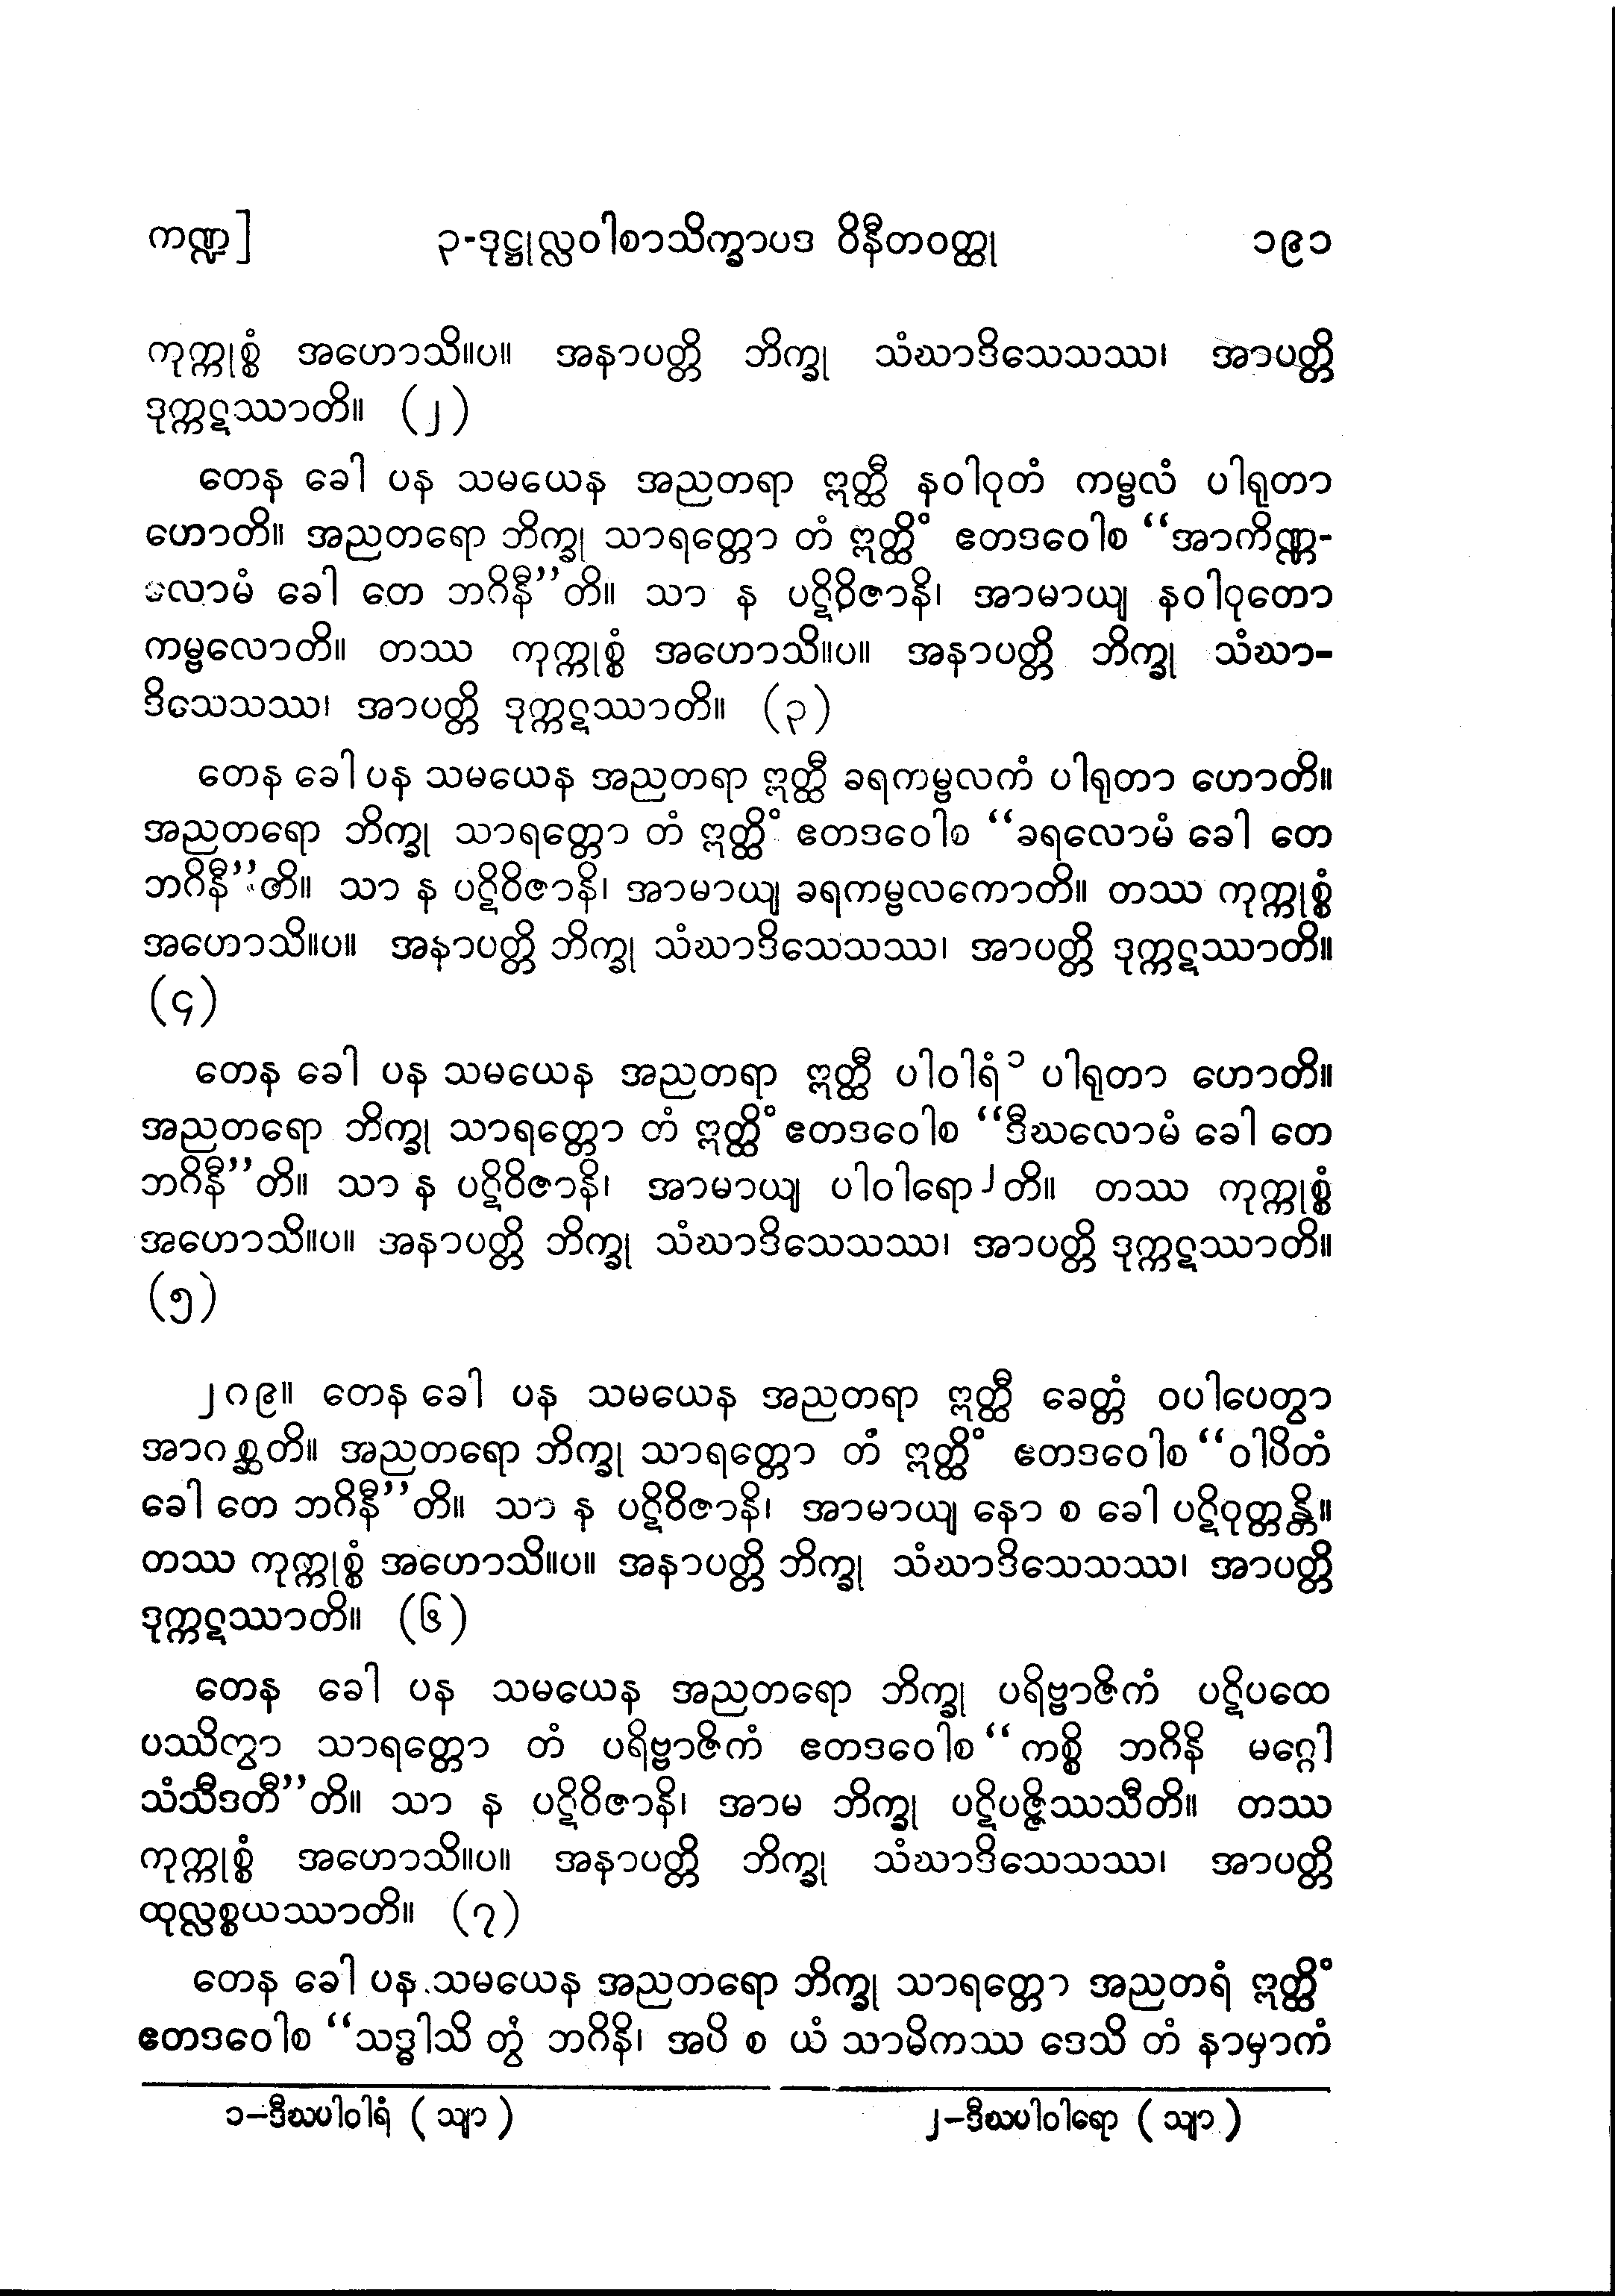 ကဏ္ဍ] ၃-ဒုဋ္ဌုလ္လဝါစာသိက္ခာပဒ ဝိနီတဝတ္ထု ၁၉၁
ကုက္ကုစ္စံ အဟောသိ။ပ။ အနာပတ္တိ ဘိက္ခု သံဃာဒိသေသဿ၊ အာပတ္တိ
ဒုက္ကဋဿာတိ။ (၂)
တေန ခေါ ပန သမယေန အညတရာ ဣတ္ထီ နဝါဝုတံ ကမ္ဗလံ ပါရုတာ
ဟောတိ။ အညတရော ဘိက္ခု သာရတ္တော တံ ဣတ္ထိံ ဧတဒဝေါစ “အာကိဏ္ဏ-
လောမံ ခေါ တေ ဘဂိနီ”တိ။ သာ န ပဋိဝိဇာနိ၊ အာမာယျ နဝါဝုတော
ကမ္ဗလောတိ။ တဿ ကုက္ကုစ္စံ အဟောသိ။ပ။ အနာပတ္တိ ဘိက္ခု သံဃာ-
ဒိသေသဿ၊ အာပတ္တိ ဒုက္ကဋဿာတိ။ (၃)
တေန ခေါ ပန သမယေန အညတရာ ဣတ္ထီ ခရကမ္ဗလကံ ပါရုတာ ဟောတိ။
အညတရော ဘိက္ခု သာရတ္တော တံ ဣတ္ထိံ ဧတဒဝေါစ “ခရလောမံ ခေါ တေ
ဘဂိနီ”တိ။ သာ န ပဋိဝိဇာနိ၊ အာမာယျ ခရကမ္ဗလကောတိ။ တဿ ကုက္ကုစ္စံ
အဟောသိ။ပ။ အနာပတ္တိ ဘိက္ခု သံဃာဒိသေသဿ၊ အာပတ္တိ ဒုက္ကဋဿာတိ။
(၄)
တေန ခေါ ပန သမယေန အညတရာ ဣတ္ထီ ပါဝါရံ၁ ပါရုတာ ဟောတိ။
အညတရော ဘိက္ခု သာရတ္တော တံ ဣတ္ထိံ ဧတဒဝေါစ “ဒီဃလောမံ ခေါ တေ
ဘဂိနီ”တိ။ သာ န ပဋိဝိဇာနိ၊ အာမာယျ ပါဝါရော၂တိ။ တဿ ကုက္ကုစ္စံ
အဟောသိ။ပ။ အနာပတ္တိ ဘိက္ခု သံဃာဒိသေသဿ၊ အာပတ္တိ ဒုက္ကဋဿာတိ။
(၅)
၂၈၉။ တေန ခေါ ပန သမယေန အညတရာ ဣတ္ထီ ခေတ္တံ ဝပါပေတွာ
အာဂစ္ဆတိ။ အညတရော ဘိက္ခု သာရတ္တော တံ ဣတ္ထိံ ဧတဒဝေါစ “ဝါပိတံ
ခေါ တေ ဘဂိနီ”တိ။ သာ န ပဋိဝိဇာနိ၊ အာမာယျ နော စ ခေါ ပဋိဝုတ္တန္တိ။
တဿ ကုက္ကုစ္စံ အဟောသိ။ပ။ အနာပတ္တိ ဘိက္ခု သံဃာဒိသေသဿ၊ အာပတ္တိ
ဒုက္ကဋဿာတိ။ (၆)
တေန ခေါ ပန သမယေန အညတရော ဘိက္ခု ပရိဗ္ဗာဇိကံ ပဋိပထေ
ပဿိတွာ သာရတ္တော တံ ပရိဗ္ဗာဇိကံ ဧတဒဝေါစ “ကစ္စိ ဘဂိနိ မဂ္ဂေါ
သံသီဒတီ”တိ။ သာ န ပဋိဝိဇာနိ၊ အာမ ဘိက္ခု ပဋိပဇ္ဇိဿသီတိ။ တဿ
ကုက္ကုစ္စံ အဟောသိ။ပ။ အနာပတ္တိ ဘိက္ခု သံဃာဒိသေသဿ၊ အာပတ္တိ
ထုလ္လစ္စယဿာတိ။ (၇)
တေန ခေါ ပန သမယေန အညတရော ဘိက္ခု သာရတ္တော အညတရံ ဣတ္ထိံ
ဧတဒဝေါစ “သဒ္ဓါသိ တွံ ဘဂိနိ၊ အပိ စ ယံ သာမိကဿ ဒေသိ တံ နာမှာကံ
၁–ဒီဃပါဝါရံ (သျာ) ၂–ဒီဃပါဝါရော (သျာ)